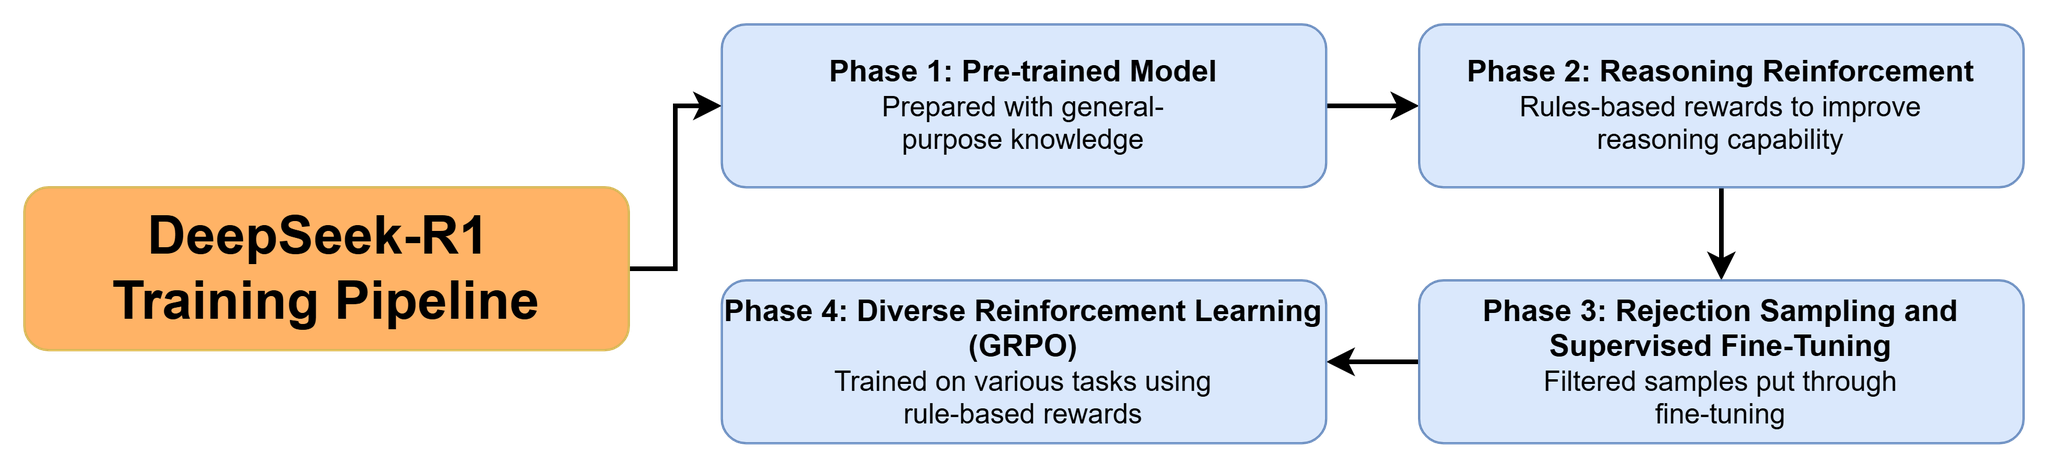 DeepSeek-R1
Training Pipeline
Phase 1: Pre-trained Model
Prepared with general-
purpose knowledge
Phase 2: Reasoning Reinforcement
Rules-based rewards to improve
reasoning capability
Phase 3: Rejection Sampling and
Supervised Fine-Tuning
Filtered samples put through
fine-tuning
Phase 4: Diverse Reinforcement Learning
(GRPO)
Trained on various tasks using
rule-based rewards